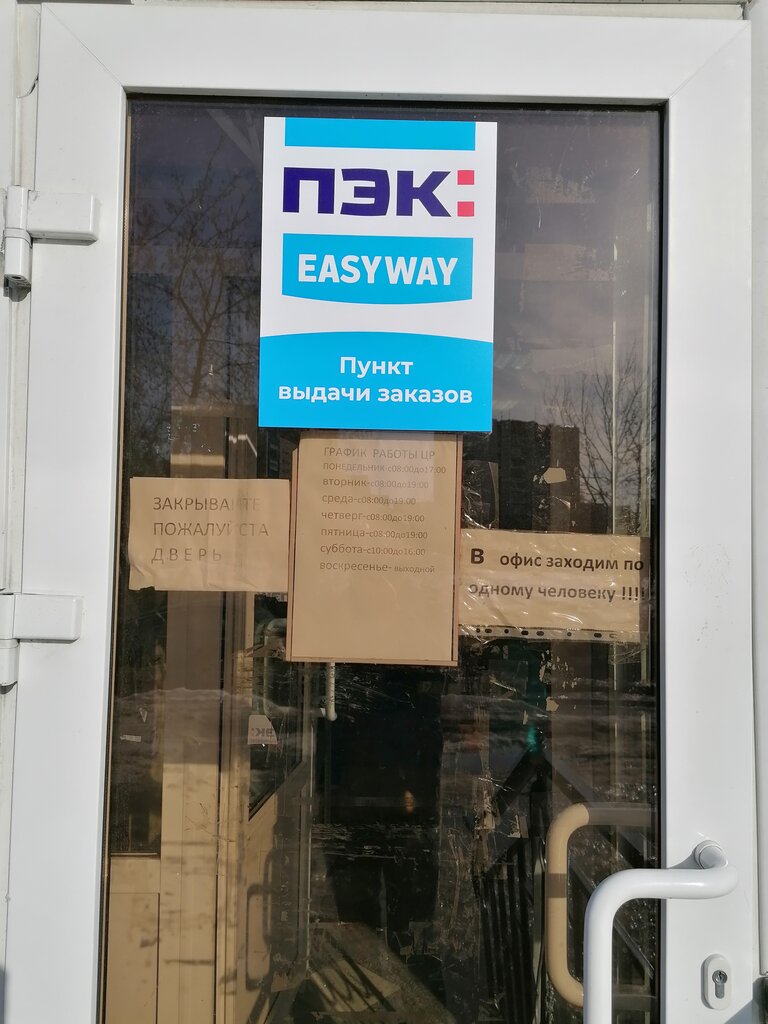 ПЭК:
EASYWAY
Пункт
выдачи заказов
ГРАФИК РАБОТЫ ЦР
ПОНЕДЕЛЬНИК-с08:00до17:00
вторник-с08:00до19:00
среда-с08:00до19:00
четверг-с08:00до19:00
пятница-с08:00до19:00
суббота-с10:00до16:00
воскресенье- выходной
ЗАКРЫВАЙТЕ
ПОЖАЛУЙСТА
ДВЕРЬ
В офис заходим по
одному человеку !!!!
ПЭК: